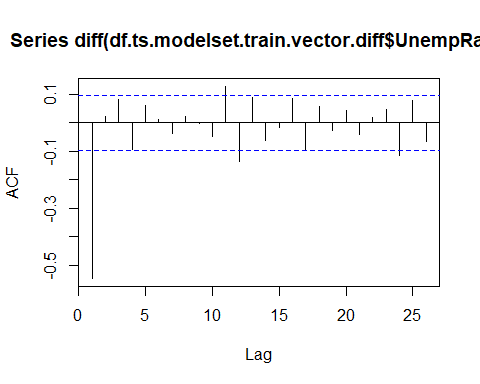 Series diff(df.ts.modelset.train.vector.diff$UnempRa
ACF
0.1
-0.1
-0.3
-0.5
0 5 10 15 20 25
Lag